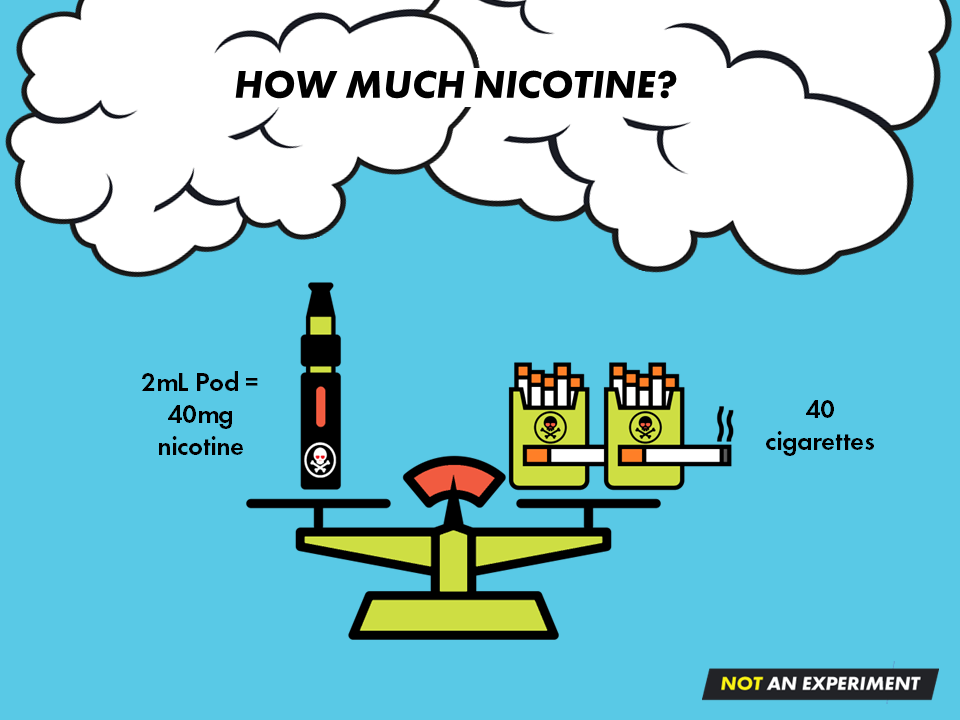 HOW MUCH NICOTINE?
2mL Pod =
40mg
nicotine
40
cigarettes
NOT AN EXPERIMENT